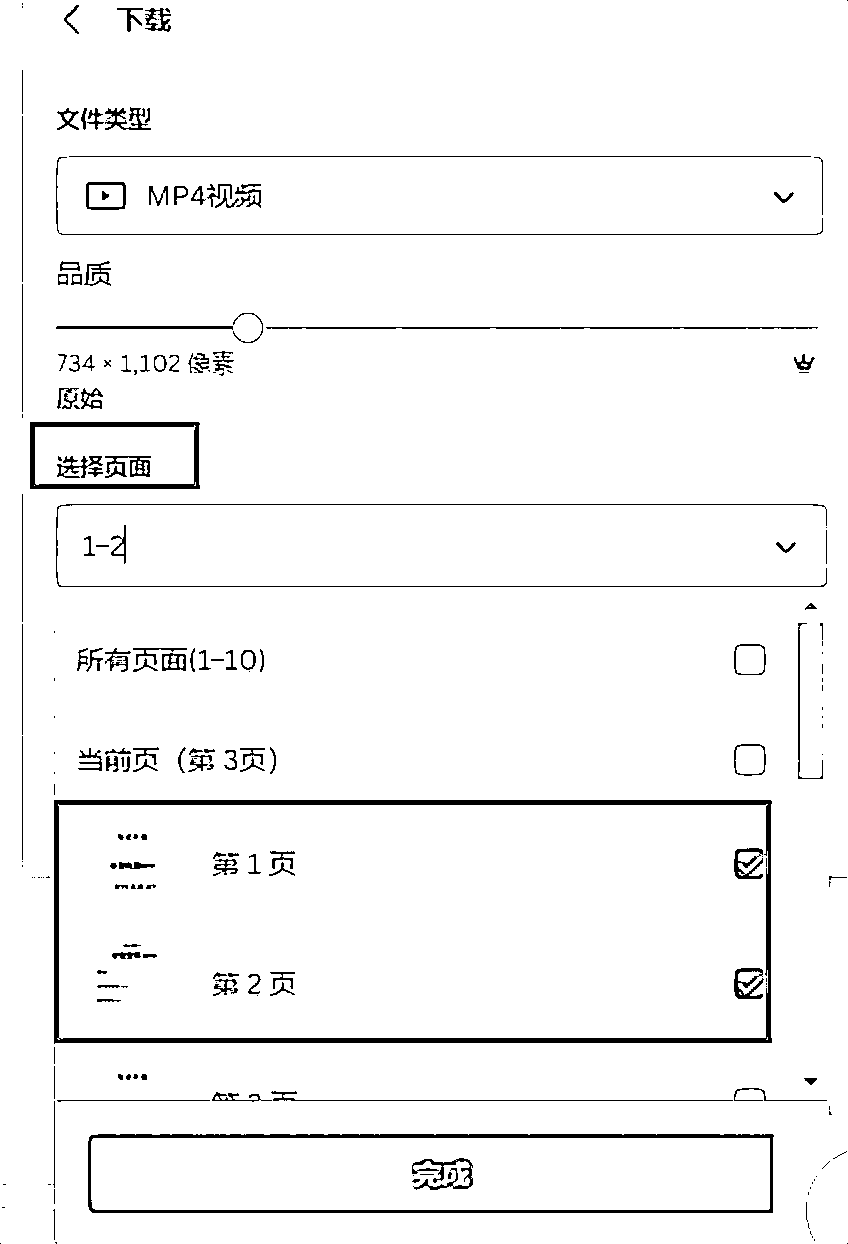 下载
文件类型
MP4视频
品质
734 × 1,102 像素
原始
选择页面
1-2
所有页面(1-10)
当前页（第 3页）
第 1 页
第 2 页
完成